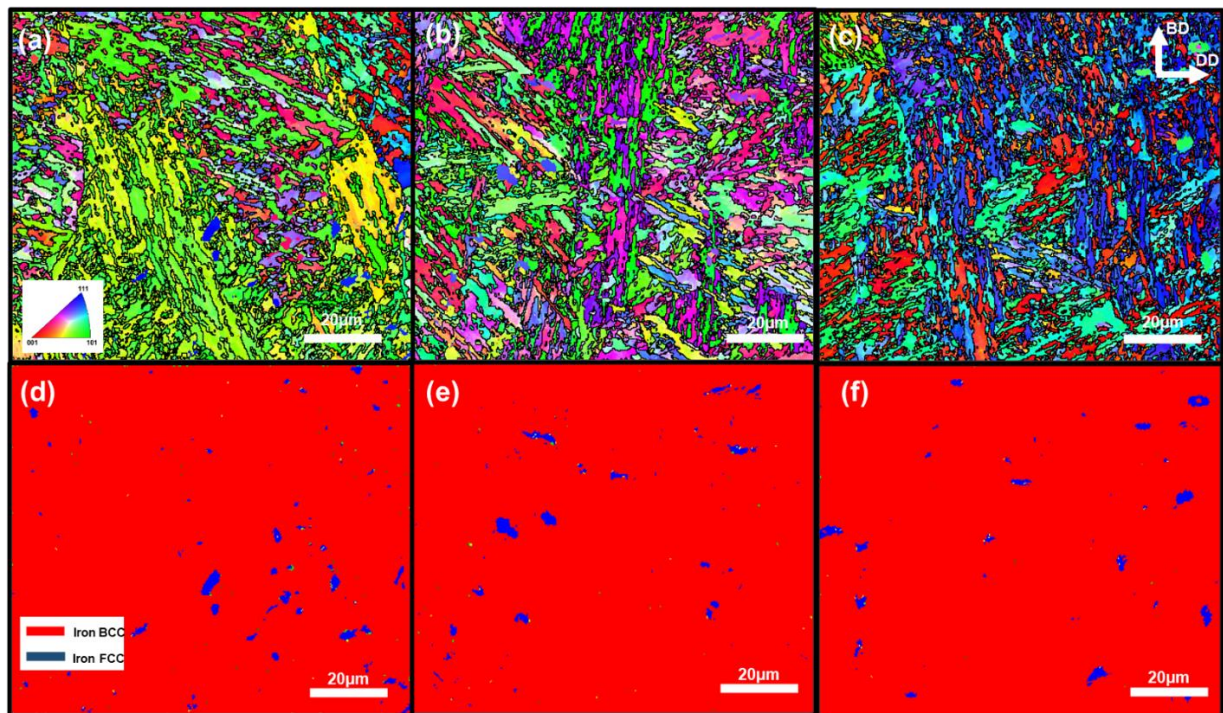 (a)
(b)
(c)
BD
DD
111
001
101
20μm
20μm
20μm
(d)
(e)
(f)
Iron BCC
Iron FCC
20μm
20μm
20μm